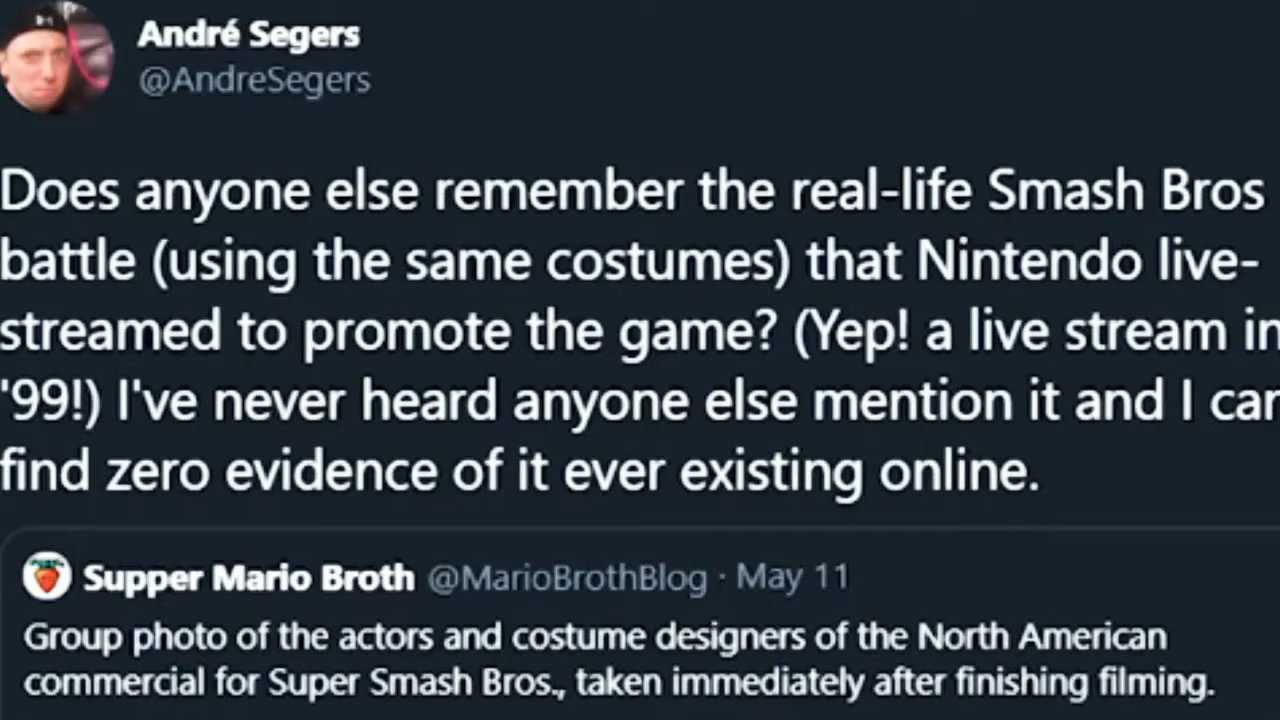 André Segers
@AndreSegers
Does anyone else remember the real-life Smash Bros
battle (using the same costumes) that Nintendo live-
streamed to promote the game? (Yep! a live stream in
'99!) I've never heard anyone else mention it and I can
find zero evidence of it ever existing online.
Supper Mario Broth @MarioBrothBlog · May 11
Group photo of the actors and costume designers of the North American
commercial for Super Smash Bros., taken immediately after finishing filming.